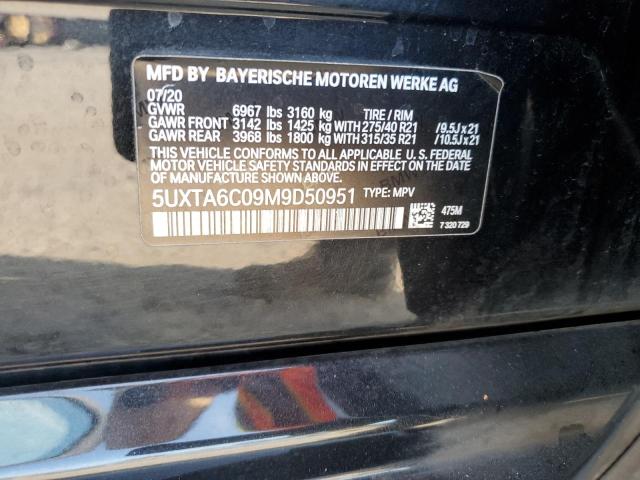 MFD BY BAYERISCHE MOTOREN WERKE AG
07/20
GVWR 6967 lbs 3160 kg TIRE / RIM
GAWR FRONT 3142 lbs 1425 kg WITH 275/40 R21 /9.5J x 21
GAWR REAR 3968 lbs 1800 kg WITH 315/35 R21 /10.5J x 21
THIS VEHICLE CONFORMS TO ALL APPLICABLE U. S. FEDERAL
MOTOR VEHICLE SAFETY STANDARDS IN EFFECT ON THE DATE
OF MANUFACTURE SHOWN ABOVE.
5UXTA6C09M9D50951 TYPE: MPV
475M
7 320 729